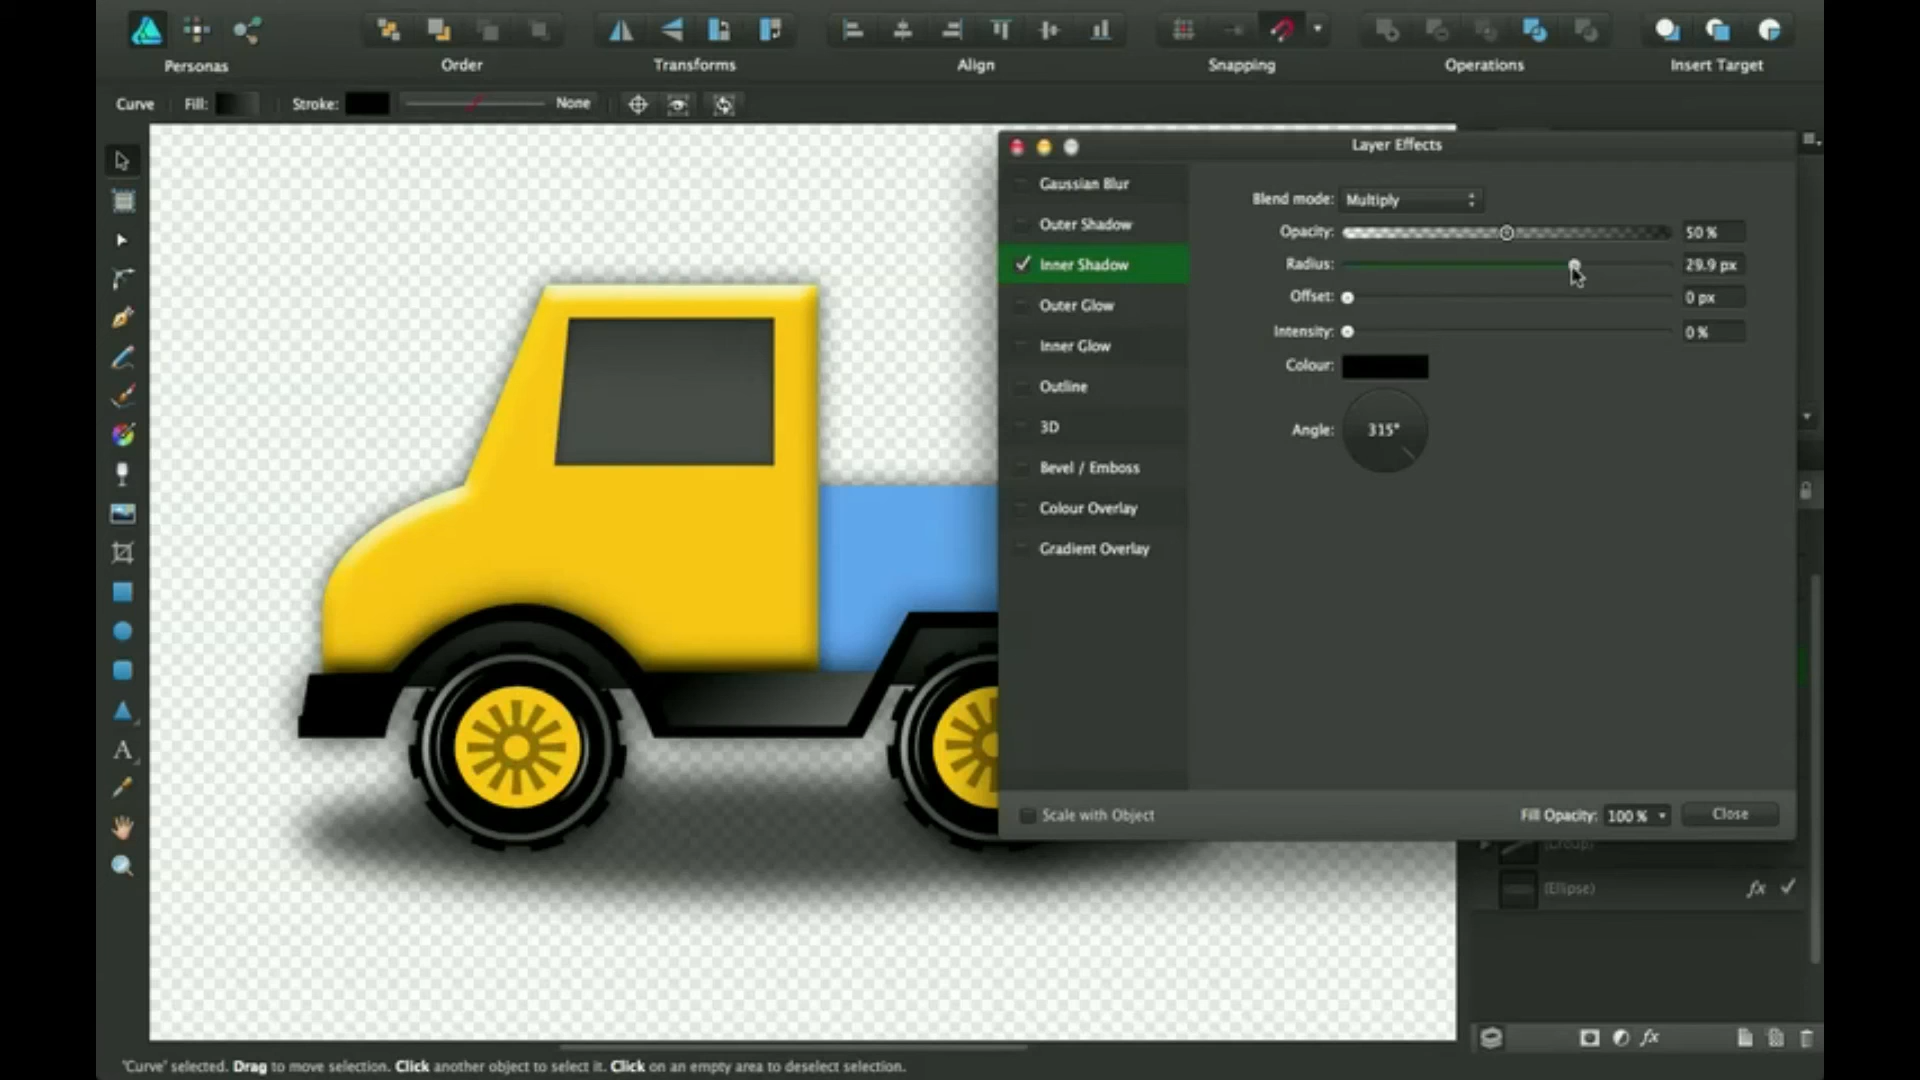 Personas
Order
Transforms
Align
Snapping
Operations
Insert Target
Curve
Fill:
Stroke:
None
Layer Effects
Gaussian Blur
Outer Shadow
Inner Shadow
Outer Glow
Inner Glow
Outline
3D
Bevel / Emboss
Colour Overlay
Gradient Overlay
Blend mode: Multiply
Opacity: 50 %
Radius: 29.9 px
Offset: 0 px
Intensity: 0 %
Colour:
Angle: 315°
Scale with Object
Fill Opacity: 100 %
Close
(Group)
(Ellipse) fx
A
fx
'Curve' selected. Drag to move selection. Click another object to select it. Click on an empty area to deselect selection.